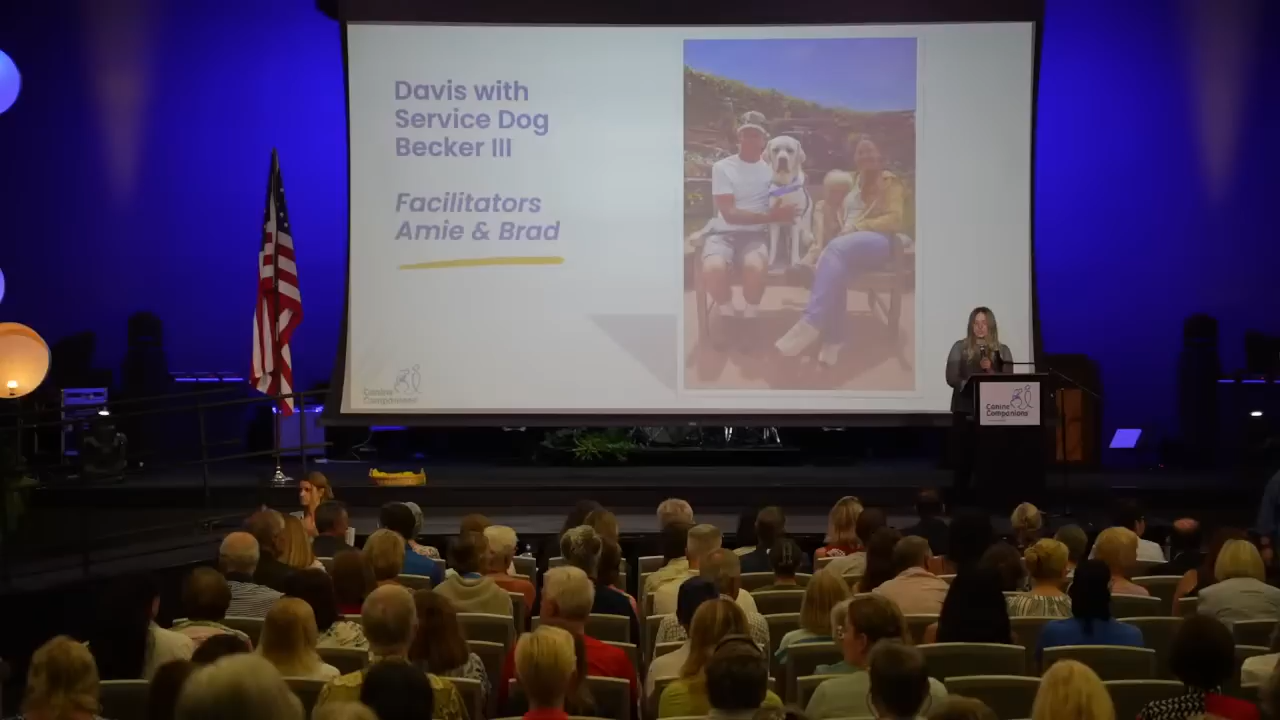 Davis with
Service Dog
Becker III
Facilitators
Amie & Brad
Canine
Companions
Canine
Companions